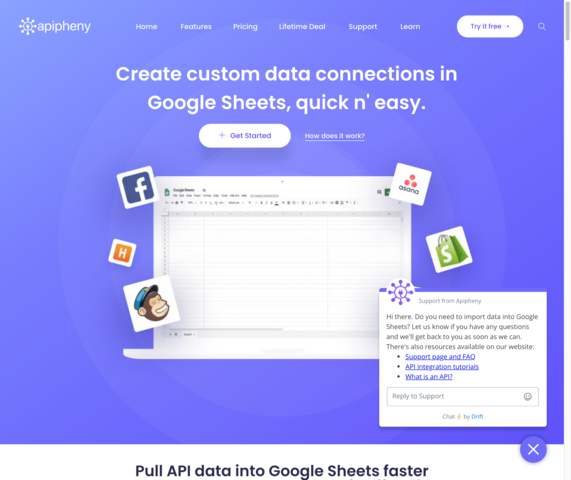 apipheny
Home Features Pricing Lifetime Deal Support Learn Try it free →
Create custom data connections in
Google Sheets, quick n' easy.
+ Get Started How does it work?
Google Sheets
asana
Support from Apipheny
Hi there. Do you need to import data into Google
Sheets? Let us know if you have any questions
and we'll get back to you as soon as we can.
There's also resources available on our website:
• Support page and FAQ
• API integration tutorials
• What is an API?
Reply to Support
Chat ⚡ by Drift
Pull API data into Google Sheets faster